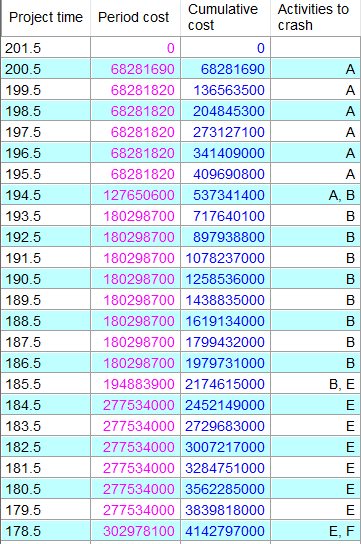 Project time Period cost Cumulative cost Activities to crash
201.5 0 0
200.5 68281690 68281690 A
199.5 68281820 136563500 A
198.5 68281820 204845300 A
197.5 68281820 273127100 A
196.5 68281820 341409000 A
195.5 68281820 409690800 A
194.5 127650600 537341400 A, B
193.5 180298700 717640100 B
192.5 180298700 897938800 B
191.5 180298700 1078237000 B
190.5 180298700 1258536000 B
189.5 180298700 1438835000 B
188.5 180298700 1619134000 B
187.5 180298700 1799432000 B
186.5 180298700 1979731000 B
185.5 194883900 2174615000 B, E
184.5 277534000 2452149000 E
183.5 277534000 2729683000 E
182.5 277534000 3007217000 E
181.5 277534000 3284751000 E
180.5 277534000 3562285000 E
179.5 277534000 3839818000 E
178.5 302978100 4142797000 E, F